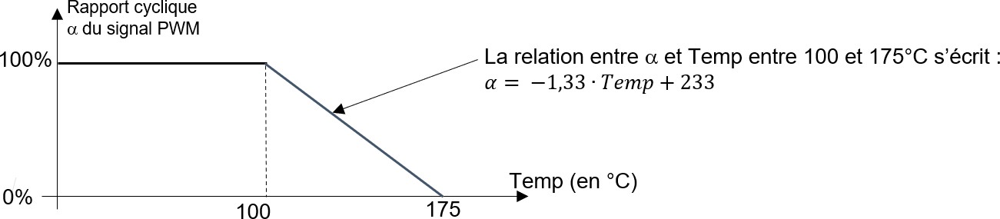 Rapport cyclique
α du signal PWM
100%
La relation entre α et Temp entre 100 et 175°C s’écrit :
α = −1,33 · Temp + 233
Temp (en °C)
0%
100
175